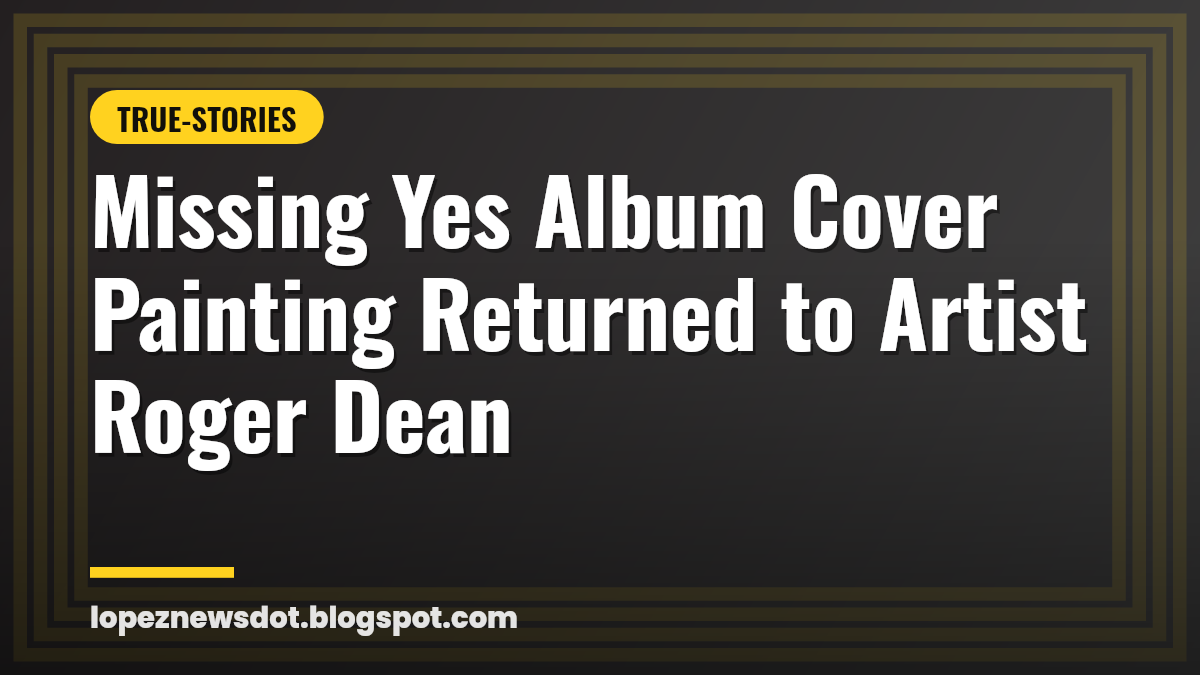 TRUE-STORIES
Missing Yes Album Cover
Painting Returned to Artist
Roger Dean
lopeznewsdot.blogspot.com